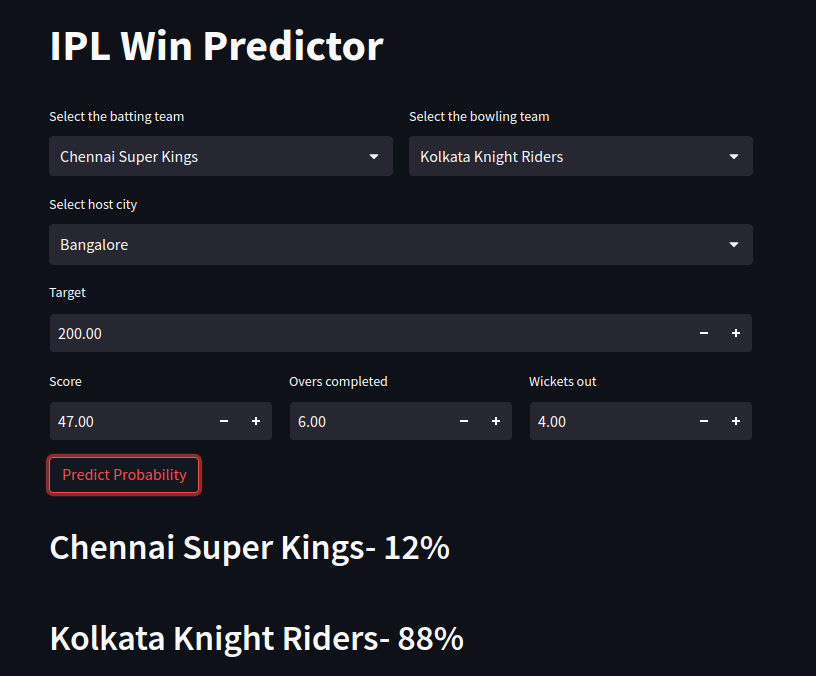 IPL Win Predictor
Select the batting team
Select the bowling team
Chennai Super Kings
Kolkata Knight Riders
Select host city
Bangalore
Target
200.00 − +
Score
Overs completed
Wickets out
47.00 − +
6.00 − +
4.00 − +
Predict Probability
Chennai Super Kings- 12%
Kolkata Knight Riders- 88%